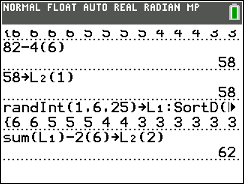 NORMAL FLOAT AUTO REAL RADIAN MP
{6 6 6 6 5 5 5 4 4 4 3 3
82-4(6)
58
58→L₂(1)
58
randInt(1,6,25)→L₁:SortD(
{6 6 5 5 5 4 4 3 3 3 3 3
sum(L₁)-2(6)→L₂(2)
62